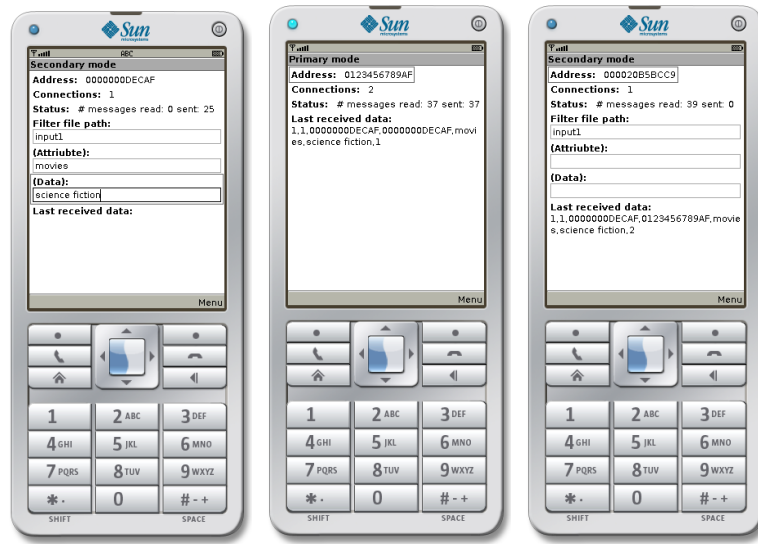 Sun
microsystems
ABC
Secondary mode
Address: 0000000DECAF
Connections: 1
Status: # messages read: 0 sent: 25
Filter file path:
input1
(Attriubte):
movies
(Data):
science fiction
Last received data:
Menu
1
2 ABC
3 DEF
4 GHI
5 JKL
6 MNO
7 PQRS
8 TUV
9 WXYZ
* .
0
# - +
SHIFT
SPACE
Sun
microsystems
Primary mode
Address: 0123456789AF
Connections: 2
Status: # messages read: 37 sent: 37
Last received data:
1,1,0000000DECAF,0000000DECAF,movi
es,science fiction,1
Menu
1
2 ABC
3 DEF
4 GHI
5 JKL
6 MNO
7 PQRS
8 TUV
9 WXYZ
* .
0
# - +
SHIFT
SPACE
Sun
microsystems
Secondary mode
Address: 000020B5BCC9
Connections: 1
Status: # messages read: 39 sent: 0
Filter file path:
input1
(Attriubte):
(Data):
Last received data:
1,1,0000000DECAF,0123456789AF,movie
s,science fiction,2
Menu
1
2 ABC
3 DEF
4 GHI
5 JKL
6 MNO
7 PQRS
8 TUV
9 WXYZ
* .
0
# - +
SHIFT
SPACE